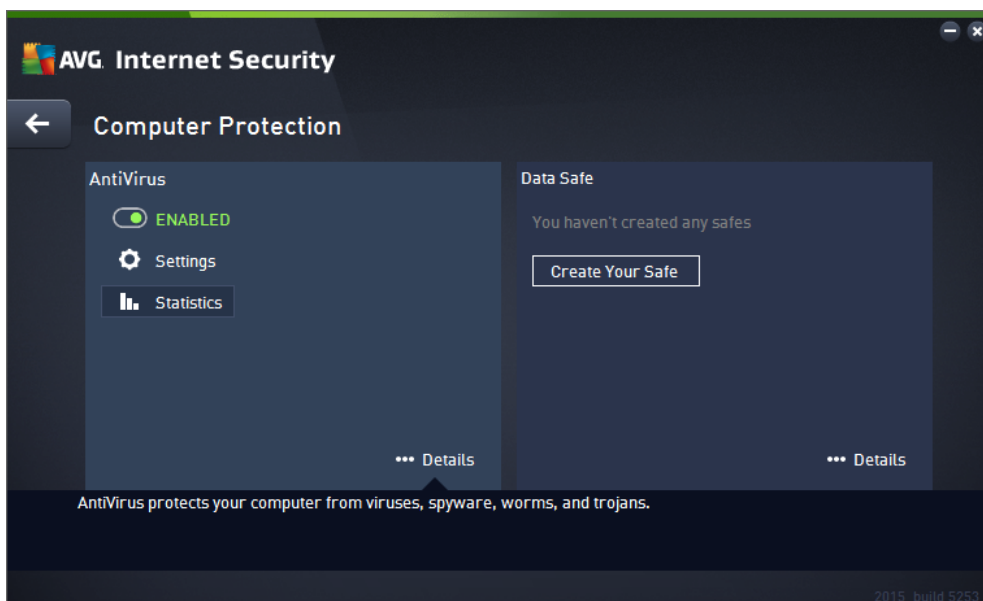 AVG. Internet Security
Computer Protection
AntiVirus
ENABLED
Settings
Statistics
••• Details
Data Safe
You haven't created any safes
Create Your Safe
••• Details
AntiVirus protects your computer from viruses, spyware, worms, and trojans.
2015 build 5253